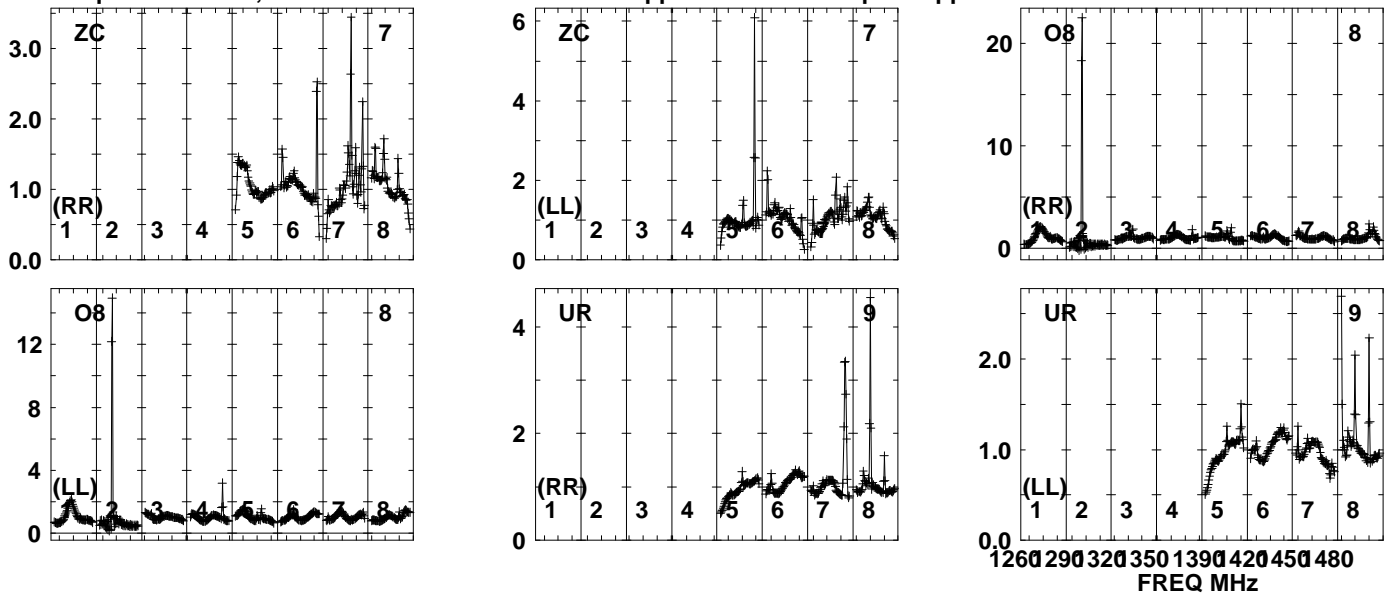 ZC 7 ZC 7 O8 8
3.0 6 20
2.0 4 10
1.0 2
(RR) (LL) (RR)
1 2 3 4 5 6 7 8 1 2 3 4 5 6 7 8 1 2 3 4 5 6 7 8
0.0 0 0
O8 8 UR 9 UR 9
12 4 2.0
8 2 1.0
4
(LL) (RR) (LL)
1 2 3 4 5 6 7 8 1 2 3 4 5 6 7 8 1 2 3 4 5 6 7 8
0 0 0.0
1260 1290 1320 1350 1390 1420 1450 1480
FREQ MHz